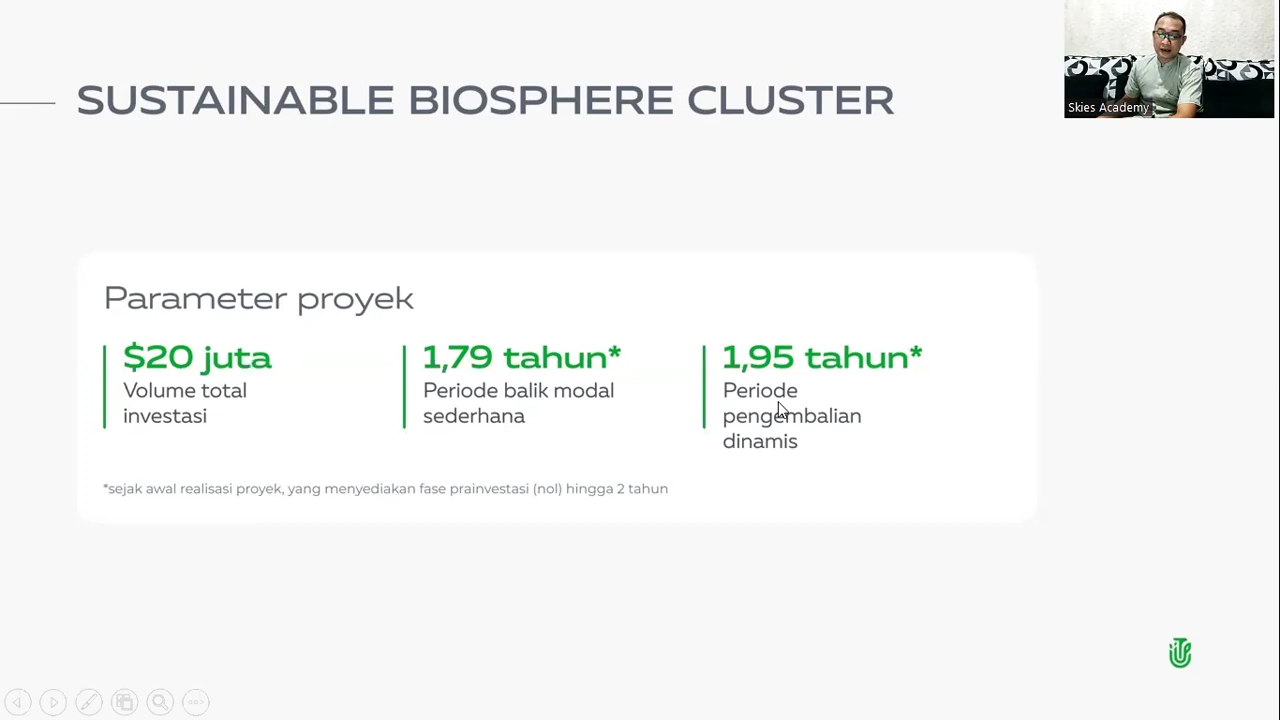 SUSTAINABLE BIOSPHERE CLUSTER
Skies Academy
Parameter proyek
$20 juta
Volume total
investasi
1,79 tahun*
Periode balik modal
sederhana
1,95 tahun*
Periode
pengembalian
dinamis
*sejak awal realisasi proyek, yang menyediakan fase prainvestasi (nol) hingga 2 tahun